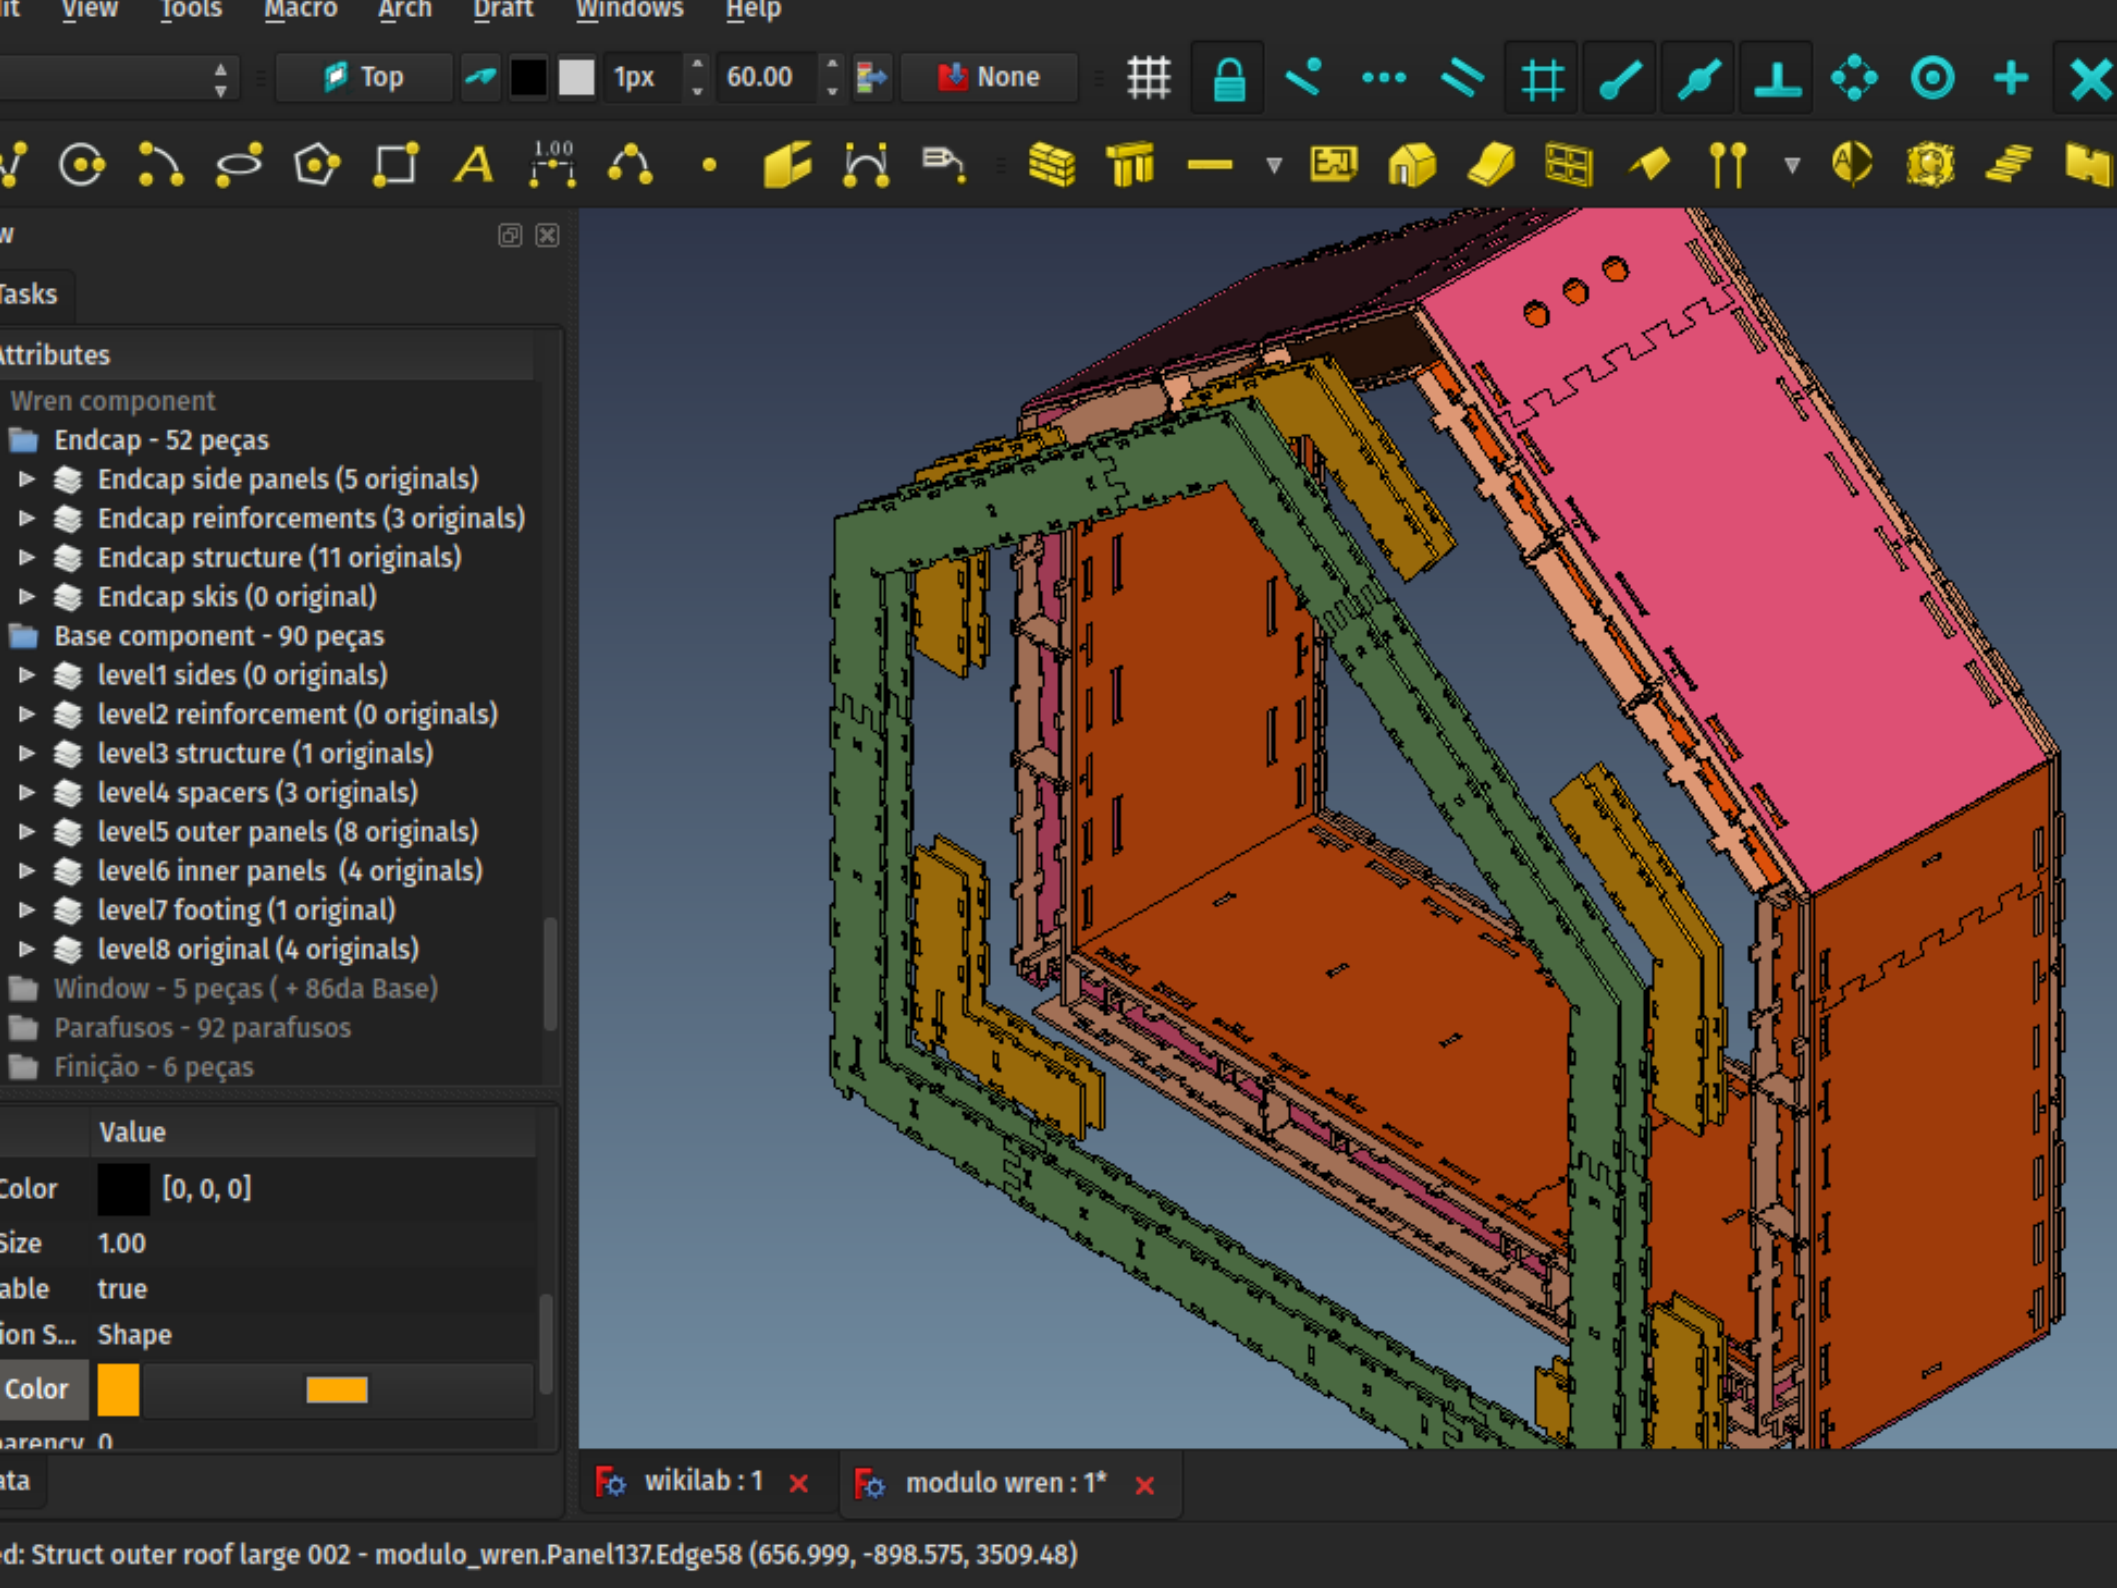 it View Tools Macro Arch Draft Windows Help
Top 1px 60.00 None
A 1.00 A
w
Tasks
Attributes
Wren component
Endcap - 52 peças
Endcap side panels (5 originals)
Endcap reinforcements (3 originals)
Endcap structure (11 originals)
Endcap skis (0 original)
Base component - 90 peças
level1 sides (0 originals)
level2 reinforcement (0 originals)
level3 structure (1 originals)
level4 spacers (3 originals)
level5 outer panels (8 originals)
level6 inner panels (4 originals)
level7 footing (1 original)
level8 original (4 originals)
Window - 5 peças ( + 86da Base)
Parafusos - 92 parafusos
Finição - 6 peças
Value
Color [0, 0, 0]
Size 1.00
able true
ion S... Shape
Color
arency 0
ata
wikilab : 1
modulo wren : 1*
ed: Struct outer roof large 002 - modulo_wren.Panel137.Edge58 (656.999, -898.575, 3509.48)